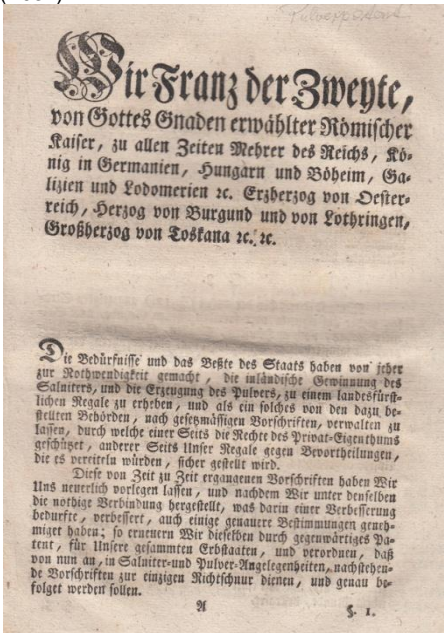 Pulverpatent
Wir Franz der Zweyte,
von Gottes Gnaden erwählter Römischer
Kaiser, zu allen Zeiten Mehrer des Reichs, Kö-
nig in Germanien, Hungarn und Böheim, Ga-
lizien und Lodomerien ꝛc. Erzherzog von Oester-
reich, Herzog von Burgund und von Lothringen,
Großherzog von Toskana ꝛc. ꝛc.
Die Bedürfnisse und das Beßte des Staats haben von jeher
zur Nothwendigkeit gemacht, die inländische Gewinnung des
Salniters, und die Erzeugung des Pulvers, zu einem landesfürst-
lichen Regale zu erheben, und als ein solches von den dazu be-
stellten Behörden, nach gesetzmässigen Vorschriften, verwalten zu
lassen, durch welche einer Seits die Rechte des Privat-Eigenthums
geschützet, anderer Seits Unser Regale gegen Bevortheilungen,
die es vereiteln würden, sicher gestellt wird.
Diese von Zeit zu Zeit ergangenen Vorschriften haben Wir
Uns neuerlich vorlegen lassen, und nachdem Wir unter denselben
die nöthige Verbindung hergestellt, was darin einer Verbesserung
bedurfte, verbessert, auch einige genauere Bestimmungen geneh-
miget haben; so erneuern Wir dieselben durch gegenwärtiges Pa-
tent, für Unsere gesammten Erbstaaten, und verordnen, daß
von nun an, in Salniter-und Pulver-Angelegenheiten, nachstehen-
de Vorschriften zur einzigen Richtschnur dienen, und genau be-
folget werden sollen.
A §. 1.